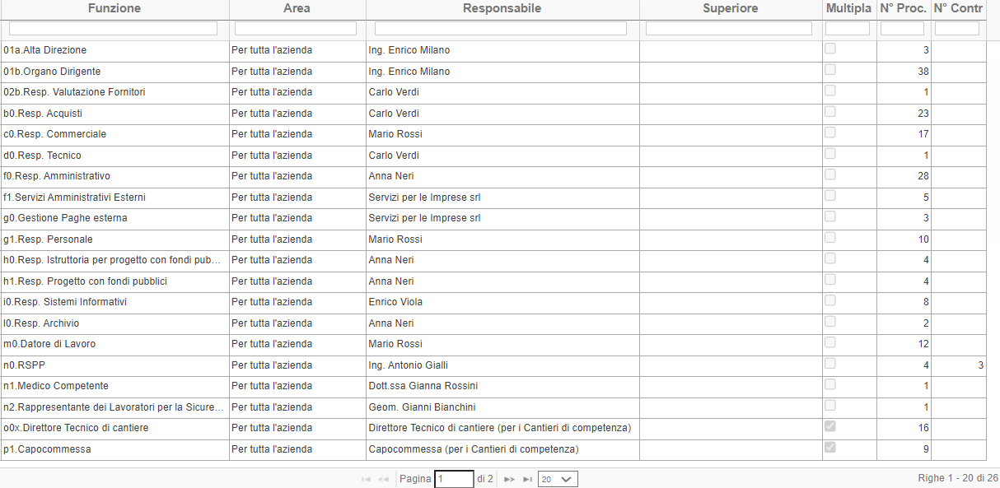 Funzione Area Responsabile Superiore Multipla N° Proc. N° Contr
01a.Alta Direzione Per tutta l'azienda Ing. Enrico Milano 3
01b.Organo Dirigente Per tutta l'azienda Ing. Enrico Milano 38
02b.Resp. Valutazione Fornitori Per tutta l'azienda Carlo Verdi 1
b0.Resp. Acquisti Per tutta l'azienda Carlo Verdi 23
c0.Resp. Commerciale Per tutta l'azienda Mario Rossi 17
d0.Resp. Tecnico Per tutta l'azienda Carlo Verdi 1
f0.Resp. Amministrativo Per tutta l'azienda Anna Neri 28
f1.Servizi Amministrativi Esterni Per tutta l'azienda Servizi per le Imprese srl 5
g0.Gestione Paghe esterna Per tutta l'azienda Servizi per le Imprese srl 3
g1.Resp. Personale Per tutta l'azienda Mario Rossi 10
h0.Resp. Istruttoria per progetto con fondi pub... Per tutta l'azienda Anna Neri 4
h1.Resp. Progetto con fondi pubblici Per tutta l'azienda Anna Neri 4
i0.Resp. Sistemi Informativi Per tutta l'azienda Enrico Viola 8
l0.Resp. Archivio Per tutta l'azienda Anna Neri 2
m0.Datore di Lavoro Per tutta l'azienda Mario Rossi 12
n0.RSPP Per tutta l'azienda Ing. Antonio Gialli 4 3
n1.Medico Competente Per tutta l'azienda Dott.ssa Gianna Rossini 1
n2.Rappresentante dei Lavoratori per la Sicure... Per tutta l'azienda Geom. Gianni Bianchini 1
o0x.Direttore Tecnico di cantiere Per tutta l'azienda Direttore Tecnico di cantiere (per i Cantieri di competenza) 16
p1.Capocommessa Per tutta l'azienda Capocommessa (per i Cantieri di competenza) 9
Pagina 1 di 2 20 Righe 1 - 20 di 26